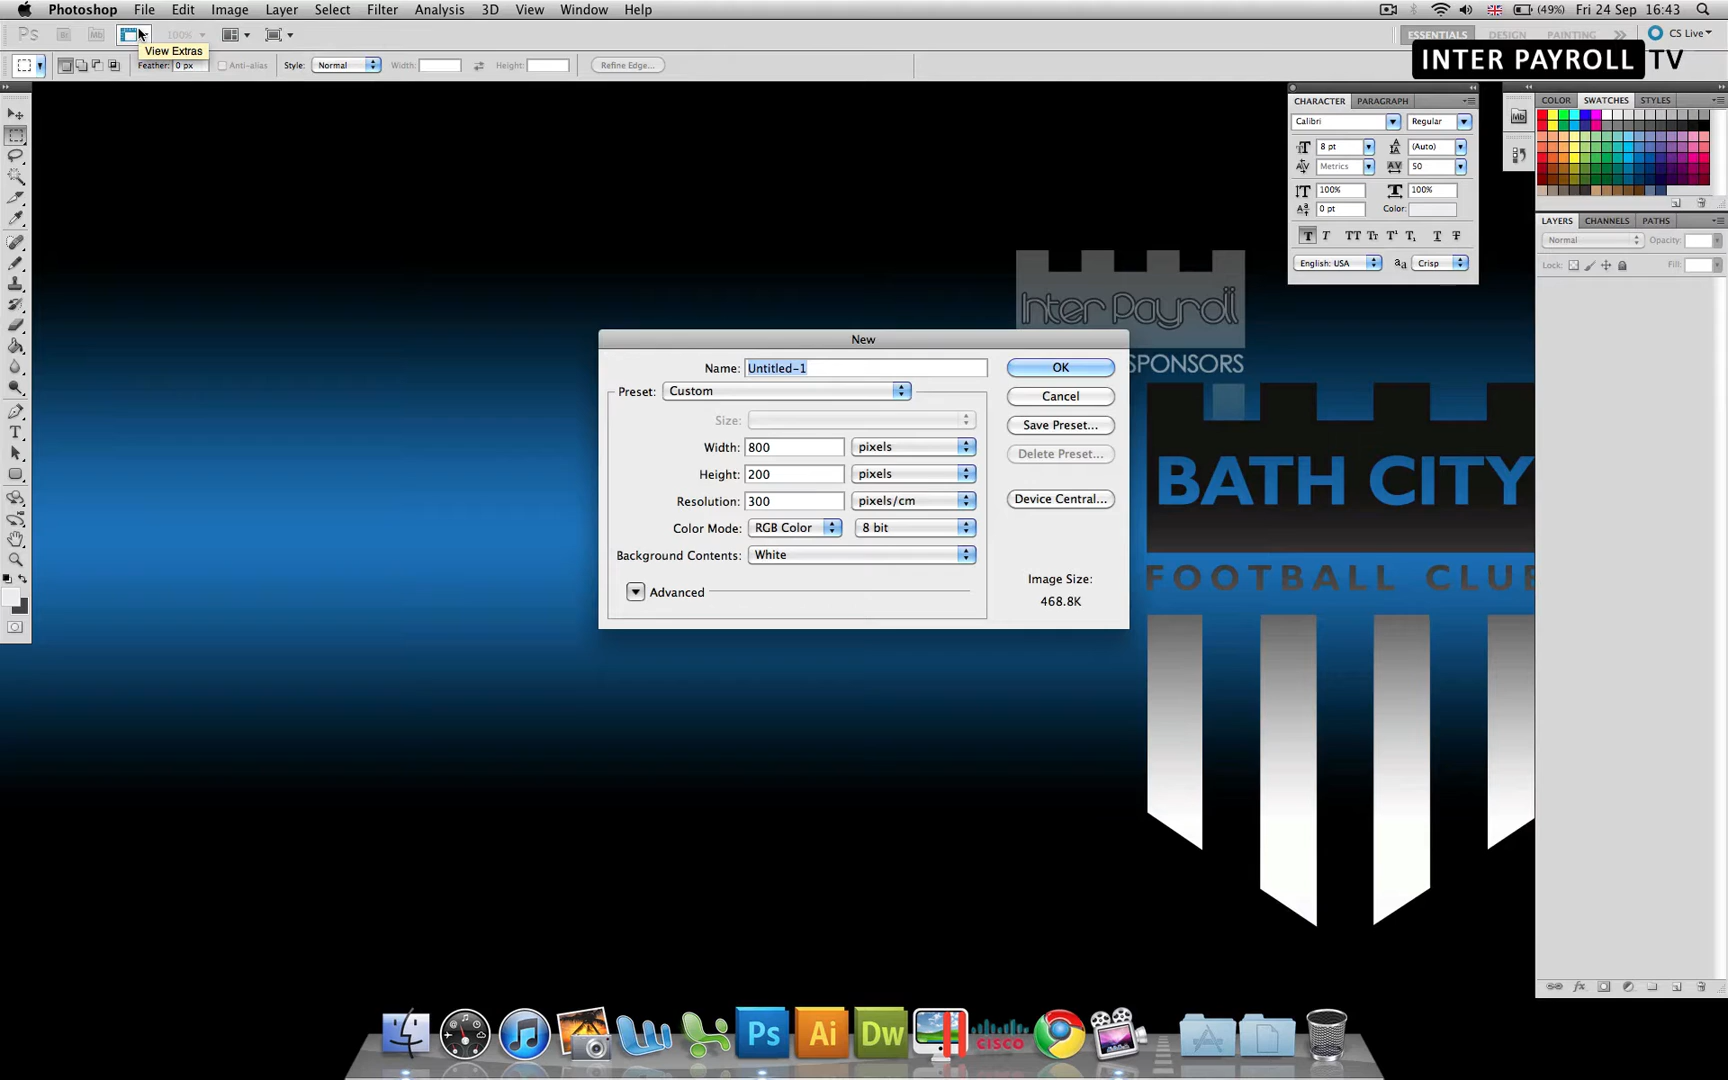 Photoshop File Edit Image Layer Select Filter Analysis 3D View Window Help (49%) Fri 24 Sep 16:43
Ps Br Mb 100% ESSENTIALS DESIGN PAINTING CS Live
View Extras
INTER PAYROLL TV
Feather: 0 px Anti-alias Style: Normal Width: Height: Refine Edge...
CHARACTER PARAGRAPH
Calibri Regular
8 pt (Auto)
Metrics 50
100% 100%
0 pt Color:
English: USA Crisp
Mb
COLOR SWATCHES STYLES
LAYERS CHANNELS PATHS
Normal Opacity:
Lock: Fill:
Inter Payroll
SPONSORS
BATH CITY
FOOTBALL CLUB
New
Name: Untitled-1 OK
Preset: Custom Cancel
Size: Save Preset...
Width: 800 pixels
Delete Preset...
Height: 200 pixels
Resolution: 300 pixels/cm Device Central...
Color Mode: RGB Color 8 bit
Background Contents: White
Advanced
Image Size:
468.8K
Ps Ai Dw CISCO